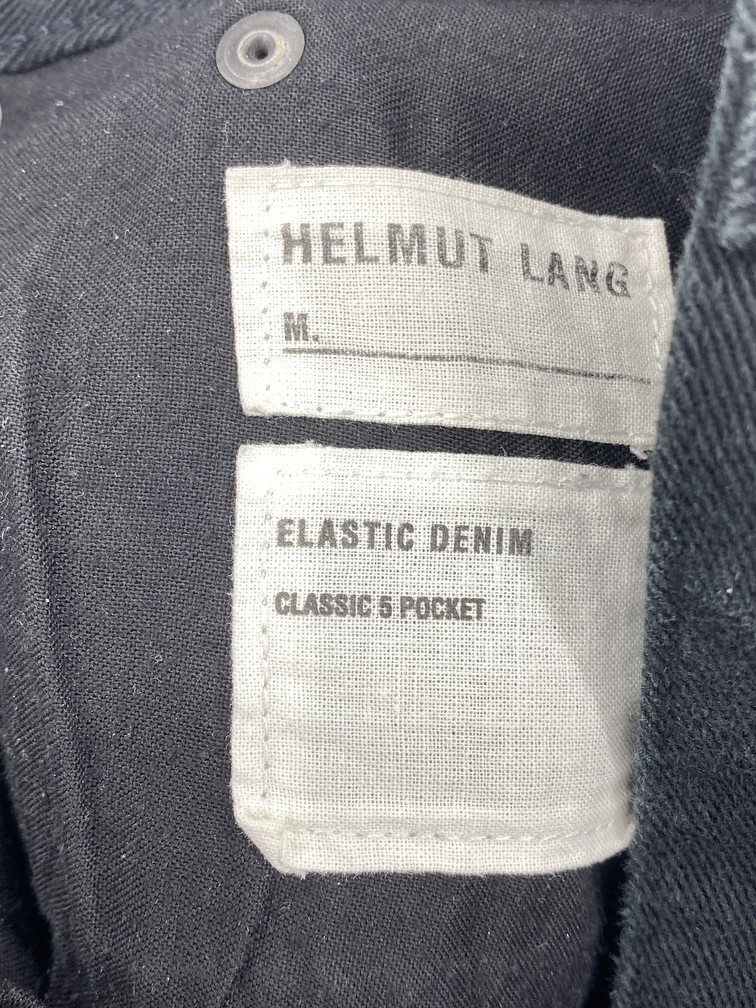 HELMUT LANG
M.
ELASTIC DENIM
CLASSIC 5 POCKET